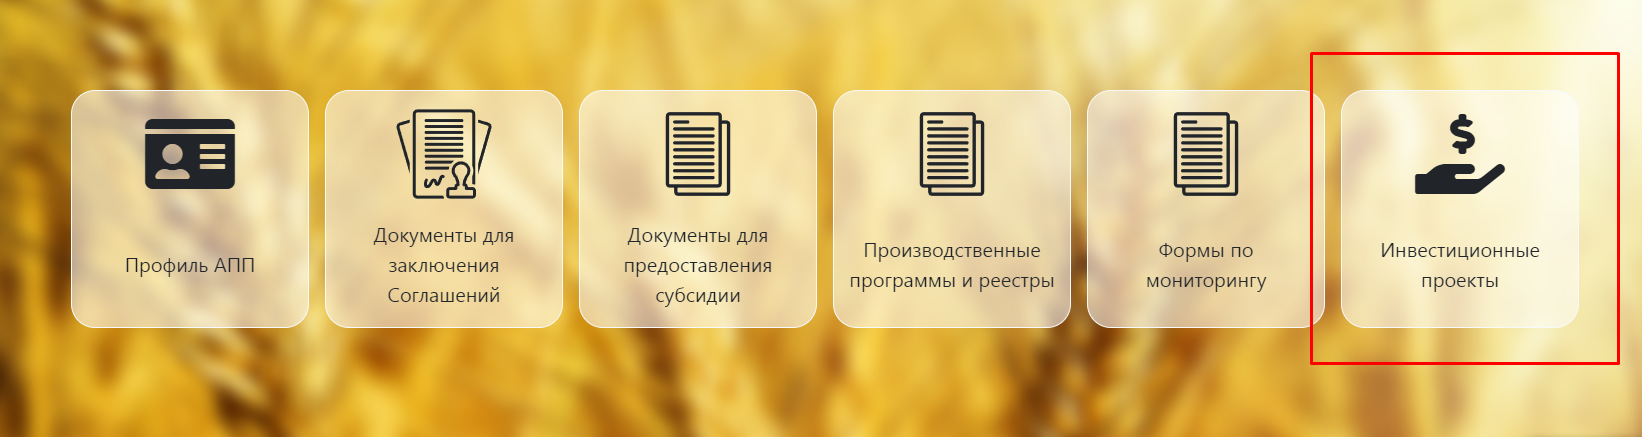 Профиль АПП
Документы для
заключения
Соглашений
Документы для
предоставления
субсидии
Производственные
программы и реестры
Формы по
мониторингу
Инвестиционные
проекты